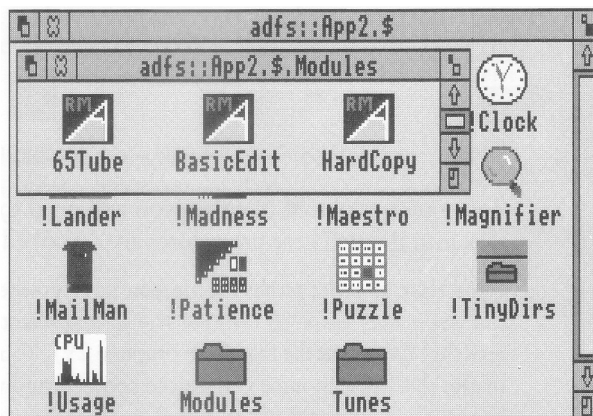 adfs::App2.$
adfs::App2.$.Modules
RM RM RM
!Clock
65Tube BasicEdit HardCopy
!Lander !Madness !Maestro !Magnifier
!MailMan !Patience !Puzzle !TinyDirs
CPU
!Usage Modules Tunes